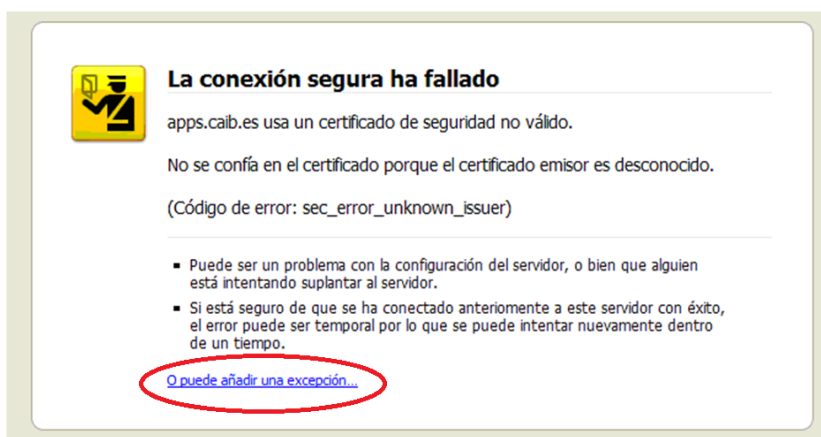 La conexión segura ha fallado
apps.caib.es usa un certificado de seguridad no válido.
No se confía en el certificado porque el certificado emisor es desconocido.
(Código de error: sec_error_unknown_issuer)
Puede ser un problema con la configuración del servidor, o bien que alguien
está intentando suplantar al servidor.
Si está seguro de que se ha conectado anteriormente a este servidor con éxito,
el error puede ser temporal por lo que se puede intentar nuevamente dentro
de un tiempo.
O puede añadir una excepción...